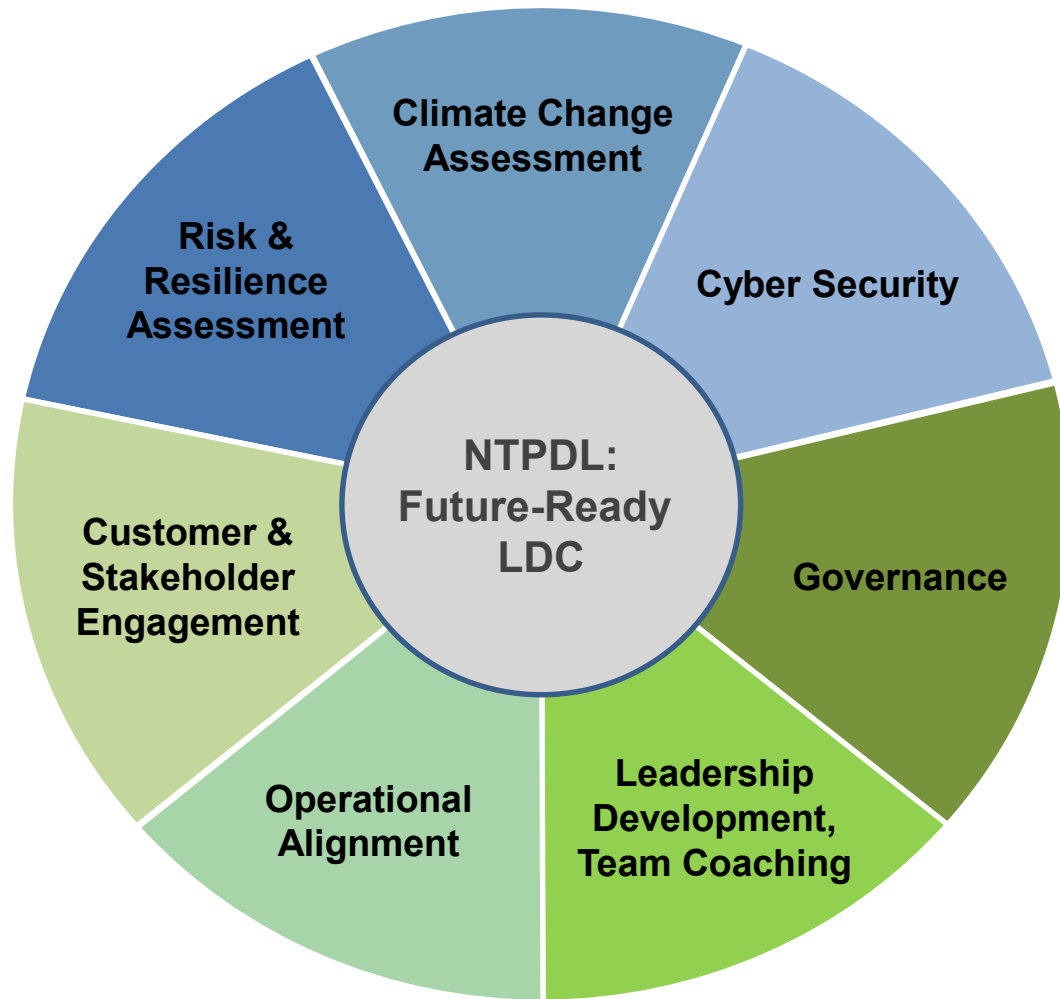 Climate Change
Assessment
Cyber Security
Governance
Leadership
Development,
Team Coaching
Operational
Alignment
Customer &
Stakeholder
Engagement
Risk &
Resilience
Assessment
NTPDL:
Future-Ready
LDC